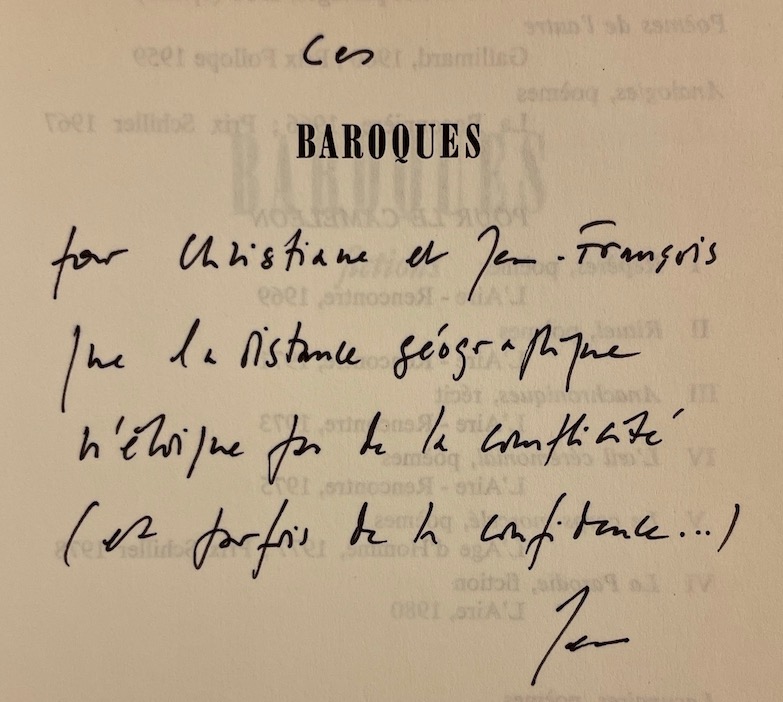 Ces
BAROQUES
pour Christiane et Jean-François
que la distance géographique
n'éloigne pas de la complicité
(et parfois de la confidence...)
Jean